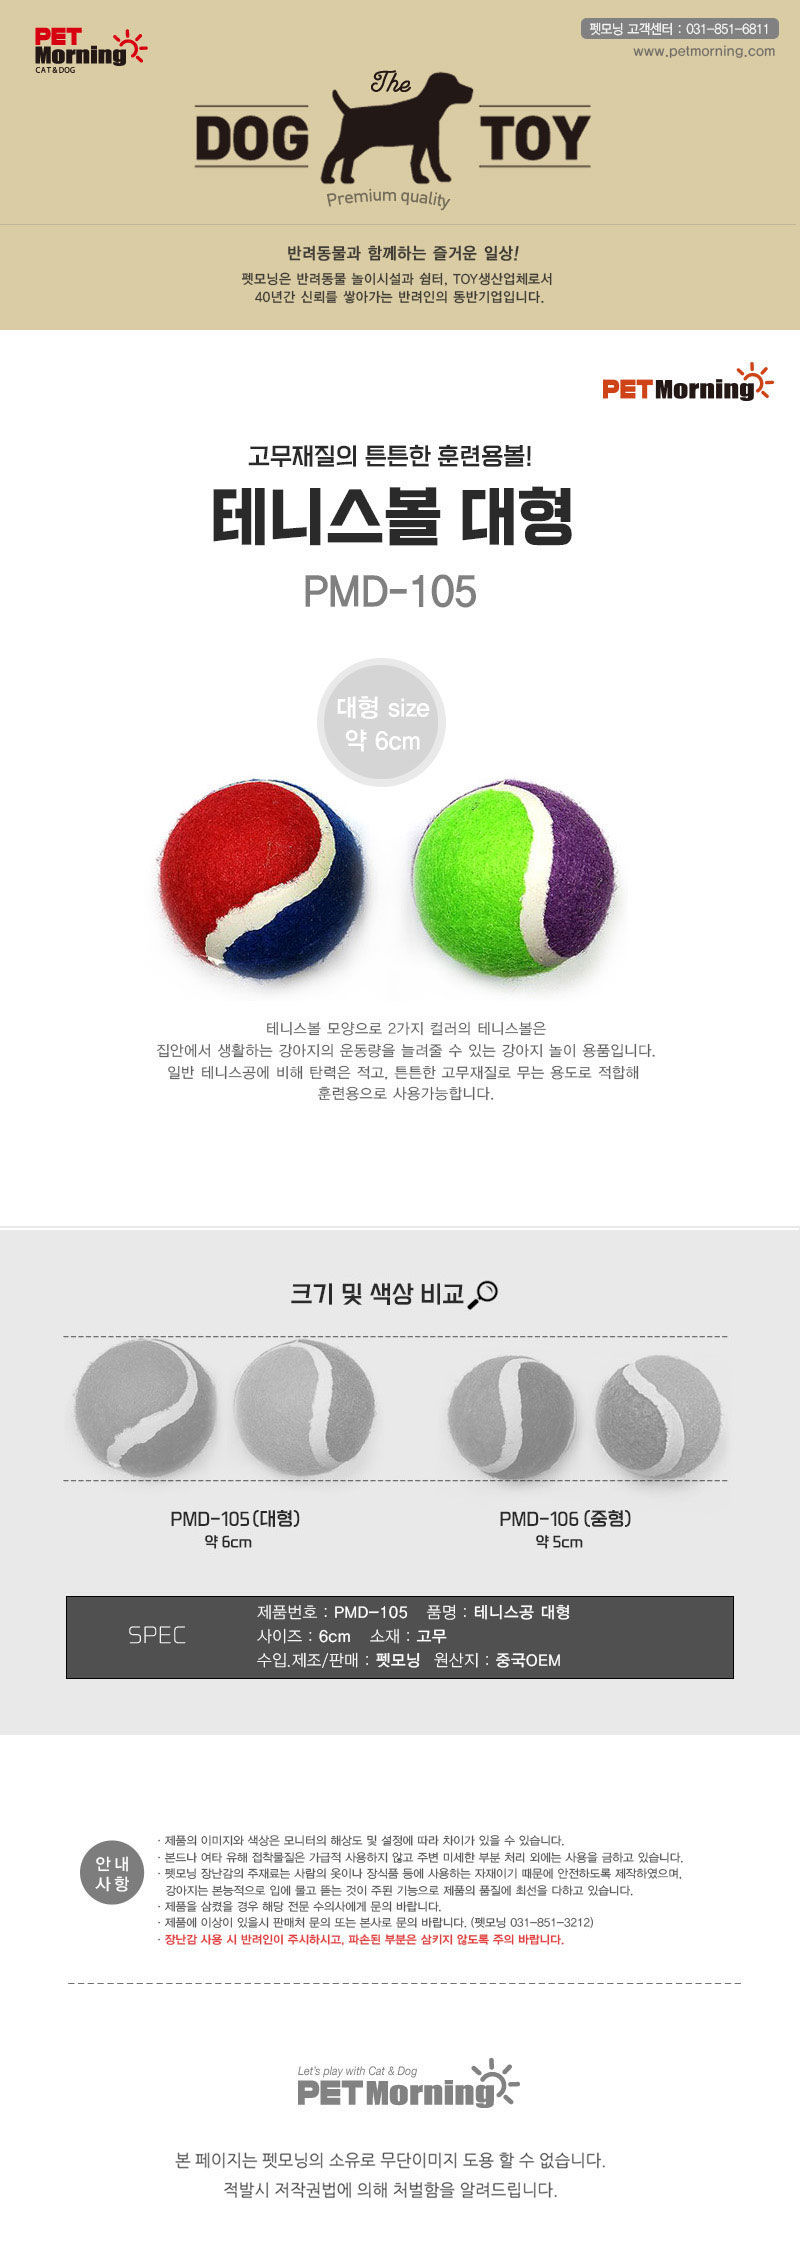 PET
Morning
CAT&DOG
펫모닝 고객센터 : 031-851-6811
www.petmorning.com
The
DOG TOY
Premium quality
반려동물과 함께하는 즐거운 일상!
펫모닝은 반려동물 놀이시설과 쉼터, TOY생산업체로서
40년간 신뢰를 쌓아가는 반려인의 동반기업입니다.
PETMorning
고무재질의 튼튼한 훈련용볼!
테니스볼 대형
PMD-105
대형 size
약 6cm
테니스볼 모양으로 2가지 컬러의 테니스볼은
집안에서 생활하는 강아지의 운동량을 늘려줄 수 있는 강아지 놀이 용품입니다.
일반 테니스공에 비해 탄력은 적고, 튼튼한 고무재질로 무는 용도로 적합해
훈련용으로 사용가능합니다.
크기 및 색상 비교
PMD-105(대형)
약 6cm
PMD-106 (중형)
약 5cm
SPEC
제품번호 : PMD-105 품명 : 테니스공 대형
사이즈 : 6cm 소재 : 고무
수입.제조/판매 : 펫모닝 원산지 : 중국OEM
안내
사항
· 제품의 이미지와 색상은 모니터의 해상도 및 설정에 따라 차이가 있을 수 있습니다.
· 본드나 여타 유해 접착물질은 가급적 사용하지 않고 주변 미세한 부분 처리 외에는 사용을 금하고 있습니다.
· 펫모닝 장난감의 주재료는 사람의 옷이나 장식품 등에 사용하는 자재이기 때문에 안전하도록 제작하였으며,
강아지는 본능적으로 입에 물고 뜯는 것이 주된 기능으로 제품의 품질에 최선을 다하고 있습니다.
· 제품을 삼켰을 경우 해당 전문 수의사에게 문의 바랍니다.
· 제품에 이상이 있을시 판매처 문의 또는 본사로 문의 바랍니다. (펫모닝 031-851-3212)
· 장난감 사용 시 반려인이 주시하시고, 파손된 부분은 삼키지 않도록 주의 바랍니다.
Let's play with Cat & Dog
PETMorning
본 페이지는 펫모닝의 소유로 무단이미지 도용 할 수 없습니다.
적발시 저작권법에 의해 처벌함을 알려드립니다.